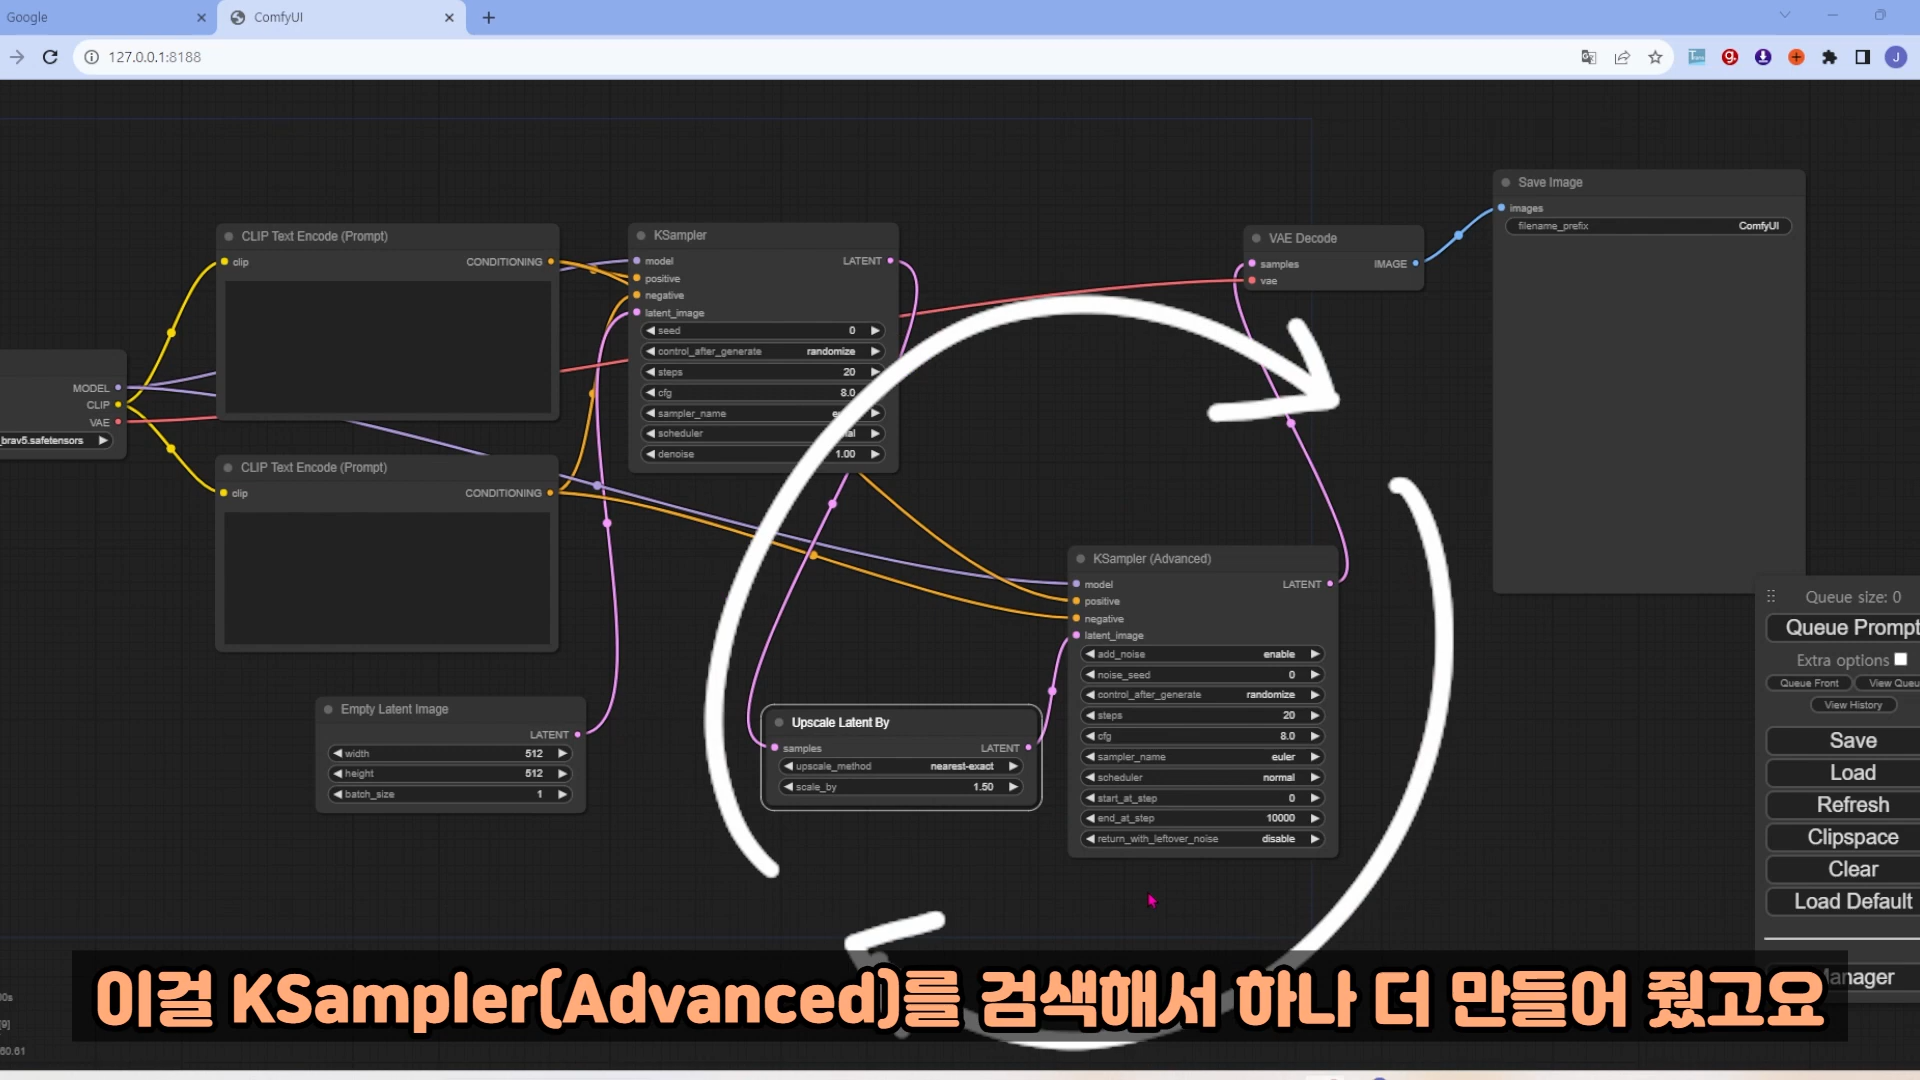 Google
ComfyUI
127.0.0.1:8188
J
MODEL
CLIP
VAE
_brav5.safetensors
CLIP Text Encode (Prompt)
clip
CONDITIONING
CLIP Text Encode (Prompt)
clip
CONDITIONING
Empty Latent Image
LATENT
width 512
height 512
batch_size 1
KSampler
model LATENT
positive
negative
latent_image
seed 0
control_after_generate randomize
steps 20
cfg 8.0
sampler_name
scheduler
denoise 1.00
Upscale Latent By
samples LATENT
upscale_method nearest-exact
scale_by 1.50
KSampler (Advanced)
model LATENT
positive
negative
latent_image
add_noise enable
noise_seed 0
control_after_generate randomize
steps 20
cfg 8.0
sampler_name euler
scheduler normal
start_at_step 0
end_at_step 10000
return_with_leftover_noise disable
VAE Decode
samples IMAGE
vae
Save Image
images
filename_prefix ComfyUI
Queue size: 0
Queue Prompt
Extra options
Queue Front View Queu
View History
Save
Load
Refresh
Clipspace
Clear
Load Default
anager
이걸 KSampler(Advanced)를 검색해서 하나 더 만들어 줬고요